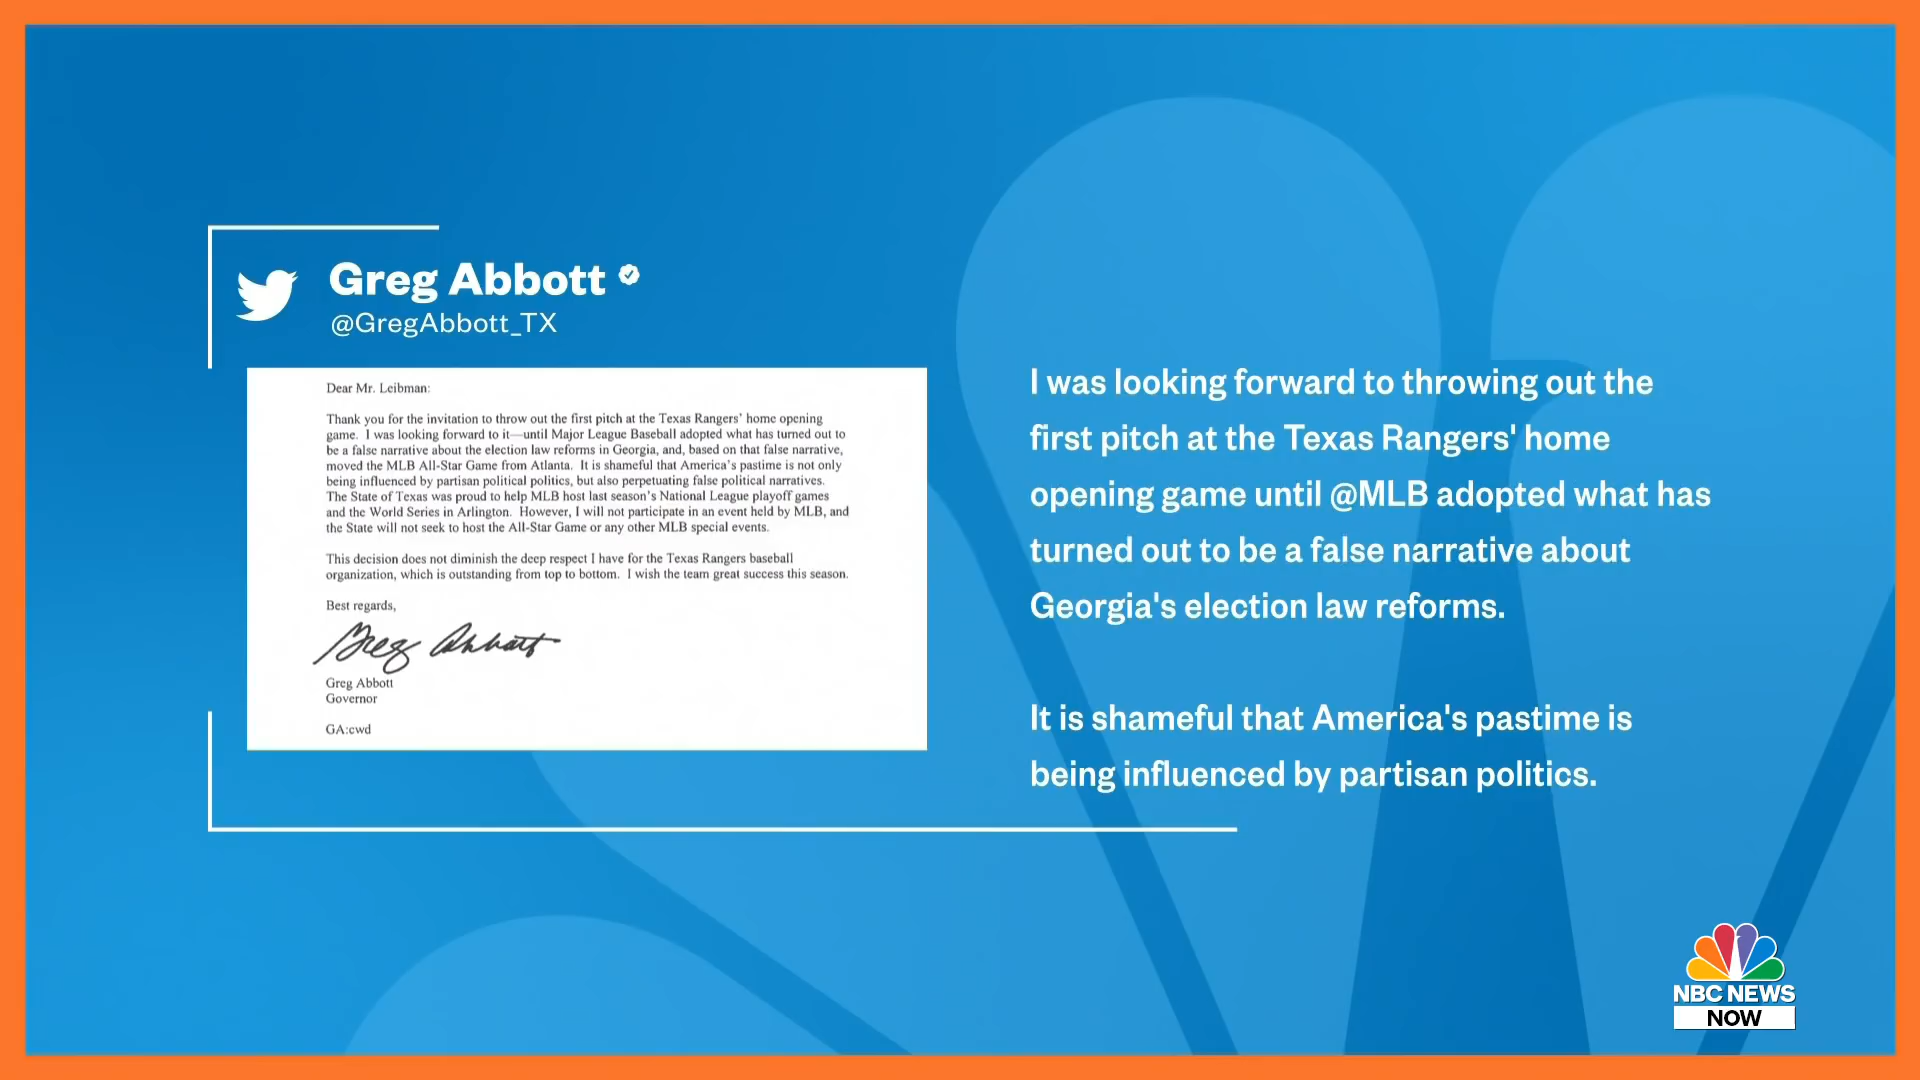 Greg Abbott
@GregAbbott_TX
Dear Mr. Leibman:
Thank you for the invitation to throw out the first pitch at the Texas Rangers' home opening
game. I was looking forward to it—until Major League Baseball adopted what has turned out to
be a false narrative about the election law reforms in Georgia, and, based on that false narrative,
moved the MLB All-Star Game from Atlanta. It is shameful that America's pastime is not only
being influenced by partisan political politics, but also perpetuating false political narratives.
The State of Texas was proud to help MLB host last season's National League playoff games
and the World Series in Arlington. However, I will not participate in an event held by MLB, and
the State will not seek to host the All-Star Game or any other MLB special events.
This decision does not diminish the deep respect I have for the Texas Rangers baseball
organization, which is outstanding from top to bottom. I wish the team great success this season.
Best regards,
Greg Abbott
Greg Abbott
Governor
GA:cwd
I was looking forward to throwing out the
first pitch at the Texas Rangers' home
opening game until @MLB adopted what has
turned out to be a false narrative about
Georgia's election law reforms.
It is shameful that America's pastime is
being influenced by partisan politics.
NBC NEWS
NOW